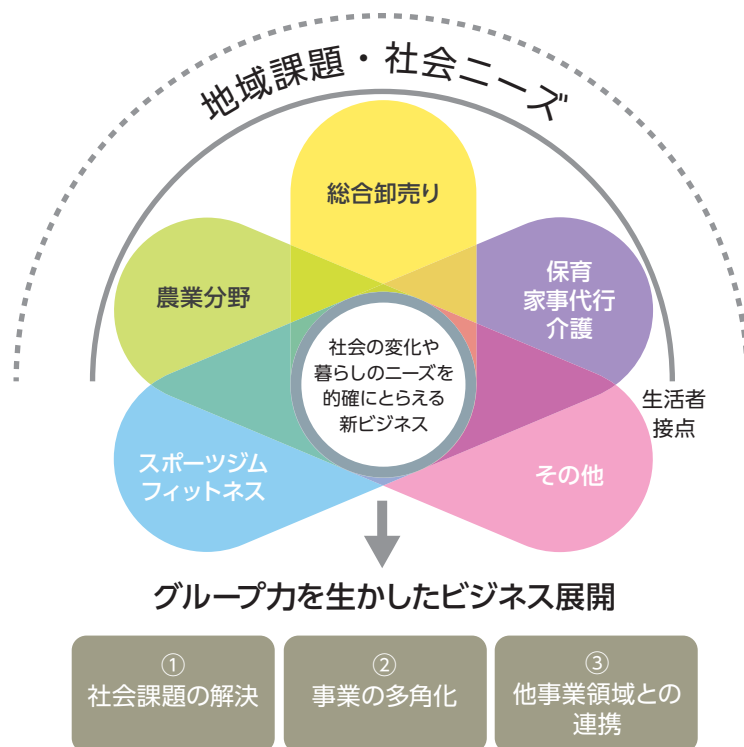 地域課題・社会ニーズ
総合卸売り
農業分野
保育
家事代行
介護
社会の変化や
暮らしのニーズを
的確にとらえる
新ビジネス
生活者
接点
スポーツジム
フィットネス
その他
グループ力を生かしたビジネス展開
①
社会課題の解決
②
事業の多角化
③
他事業領域との
連携